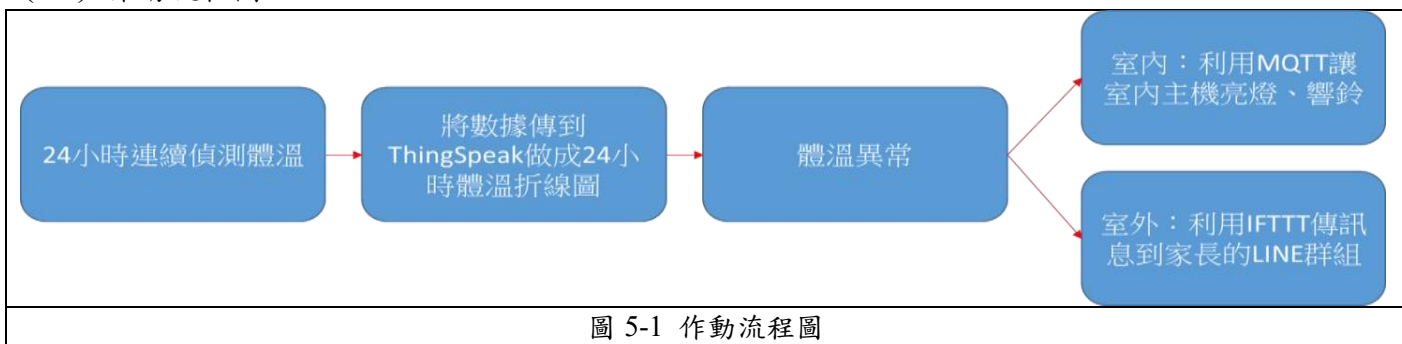 24小時連續偵測體溫
將數據傳到
ThingSpeak做成24小
時體溫折線圖
體溫異常
室內：利用MQTT讓
室內主機亮燈、響鈴
室外：利用IFTTT傳訊
息到家長的LINE群組
圖 5-1 作動流程圖